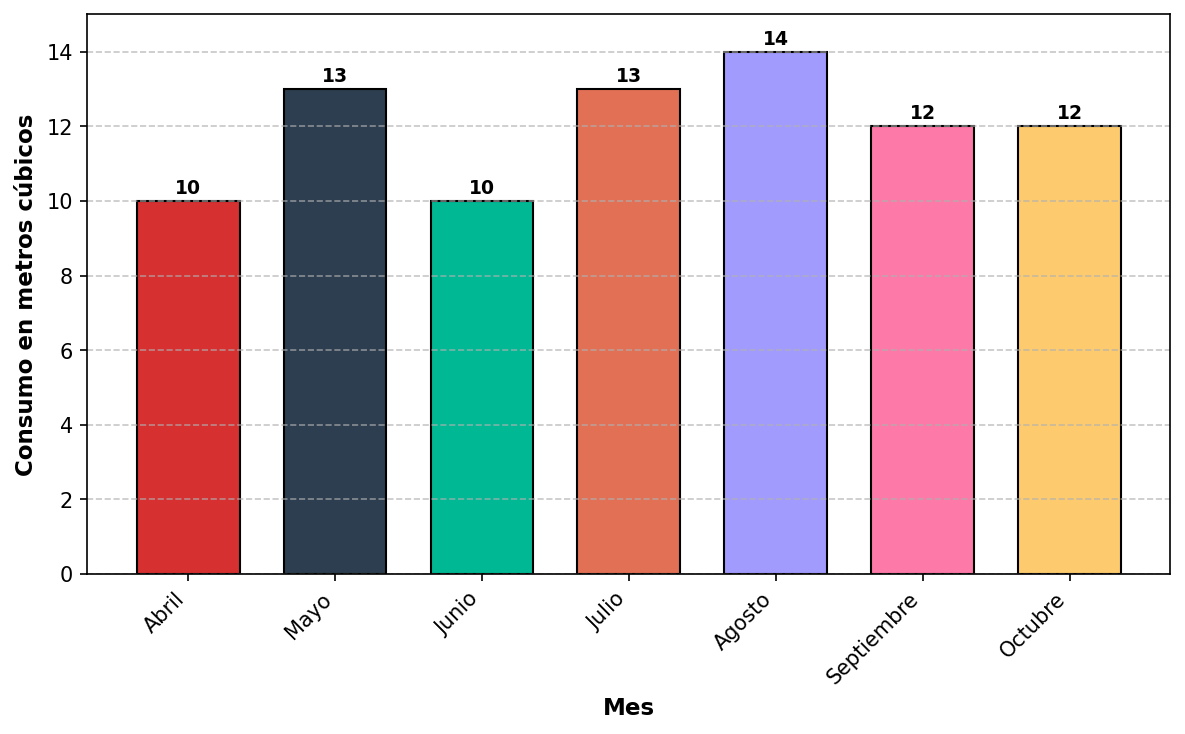 14
12
10
8
6
4
2
0
Consumo en metros cúbicos
10
13
10
13
14
12
12
Abril
Mayo
Junio
Julio
Agosto
Septiembre
Octubre
Mes